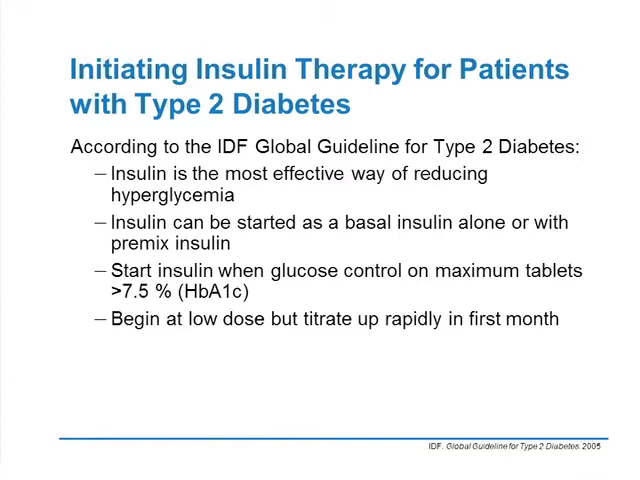 Initiating Insulin Therapy for Patients
with Type 2 Diabetes
According to the IDF Global Guideline for Type 2 Diabetes:
– Insulin is the most effective way of reducing
hyperglycemia
– Insulin can be started as a basal insulin alone or with
premix insulin
– Start insulin when glucose control on maximum tablets
>7.5 % (HbA1c)
– Begin at low dose but titrate up rapidly in first month
IDF. Global Guideline for Type 2 Diabetes. 2005